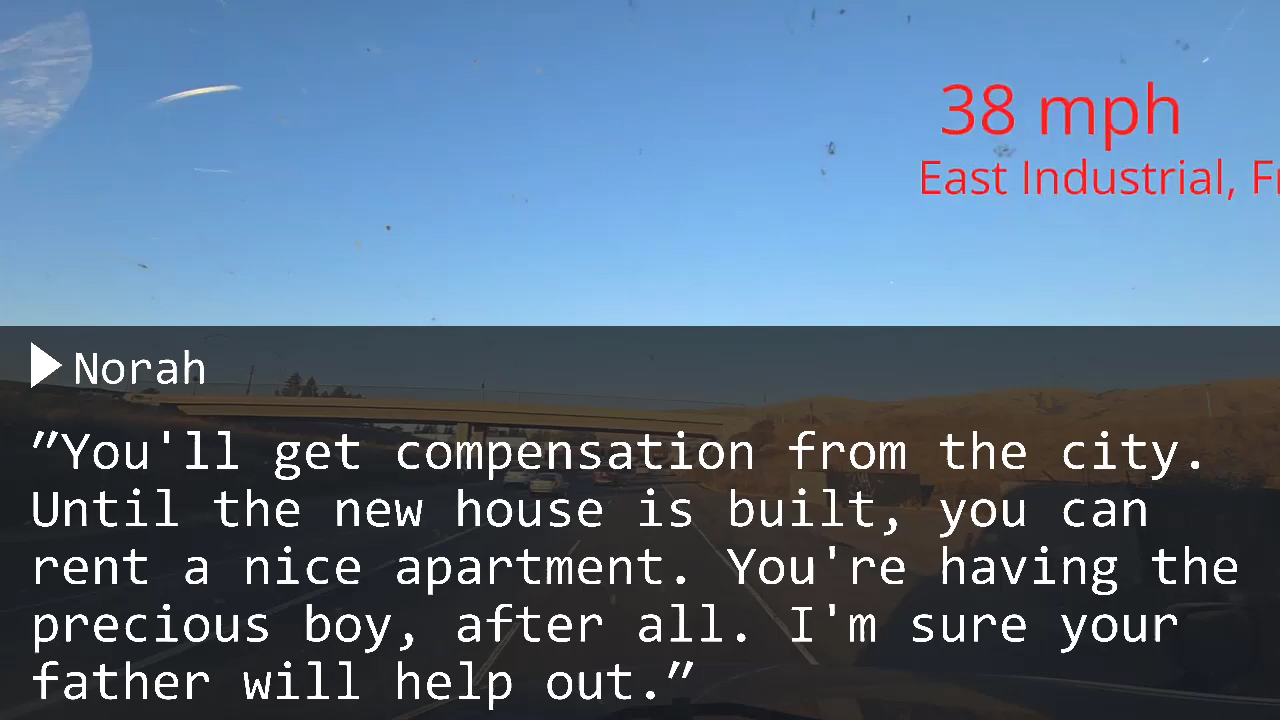 38 mph
East Industrial, Fr
Norah
”You'll get compensation from the city.
Until the new house is built, you can
rent a nice apartment. You're having the
precious boy, after all. I'm sure your
father will help out.”